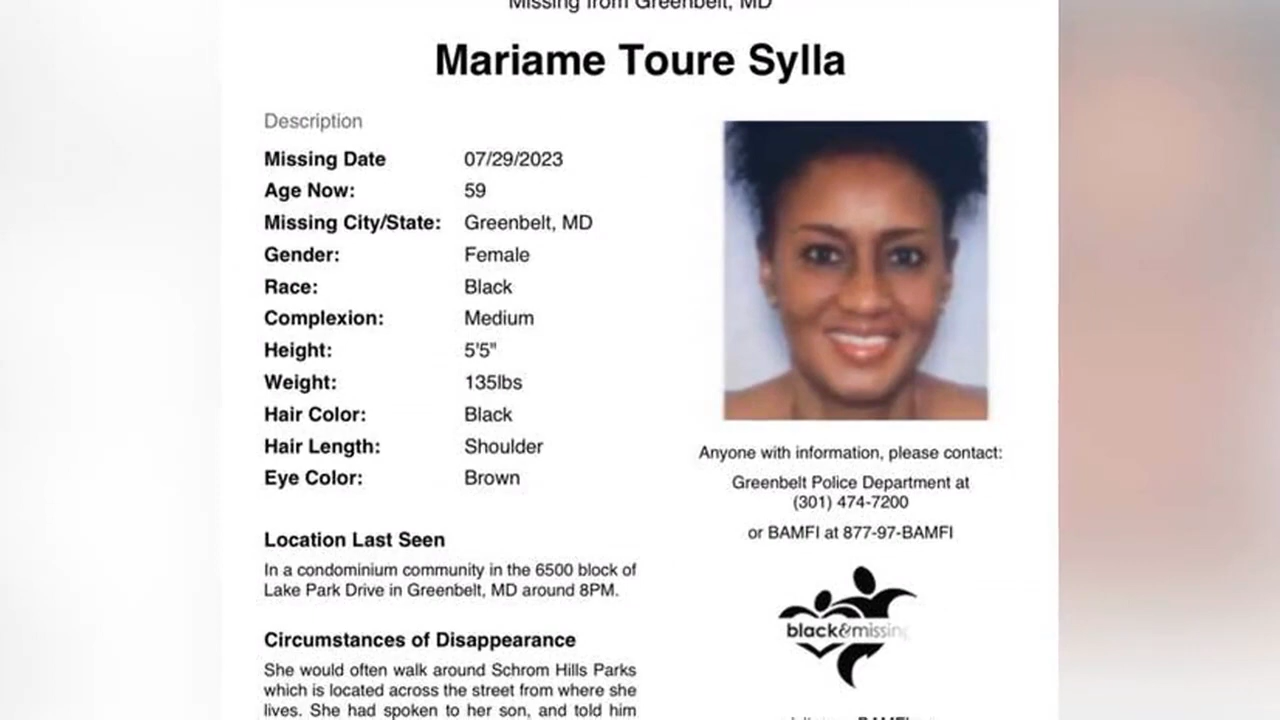 Missing from Greenbelt, MD
Mariame Toure Sylla
Description
Missing Date 07/29/2023
Age Now: 59
Missing City/State: Greenbelt, MD
Gender: Female
Race: Black
Complexion: Medium
Height: 5'5"
Weight: 135lbs
Hair Color: Black
Hair Length: Shoulder
Eye Color: Brown
Location Last Seen
In a condominium community in the 6500 block of
Lake Park Drive in Greenbelt, MD around 8PM.
Circumstances of Disappearance
She would often walk around Schrom Hills Parks
which is located across the street from where she
lives. She had spoken to her son, and told him
Anyone with information, please contact:
Greenbelt Police Department at
(301) 474-7200
or BAMFI at 877-97-BAMFI
black&missing